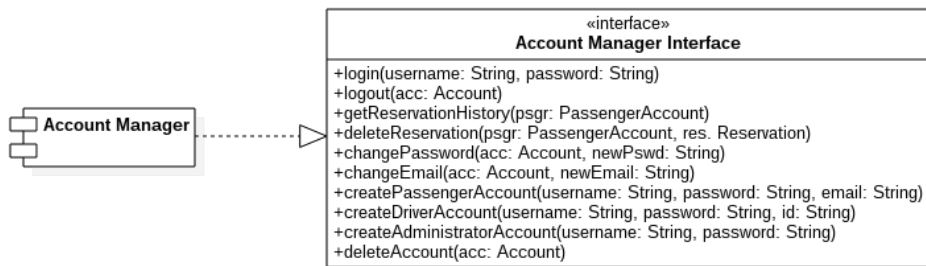 Account Manager
«interface»
Account Manager Interface
+login(username: String, password: String)
+logout(acc: Account)
+getReservationHistory(psgr: PassengerAccount)
+deleteReservation(psgr: PassengerAccount, res. Reservation)
+changePassword(acc: Account, newPswd: String)
+changeEmail(acc: Account, newEmail: String)
+createPassengerAccount(username: String, password: String, email: String)
+createDriverAccount(username: String, password: String, id: String)
+createAdministratorAccount(username: String, password: String)
+deleteAccount(acc: Account)